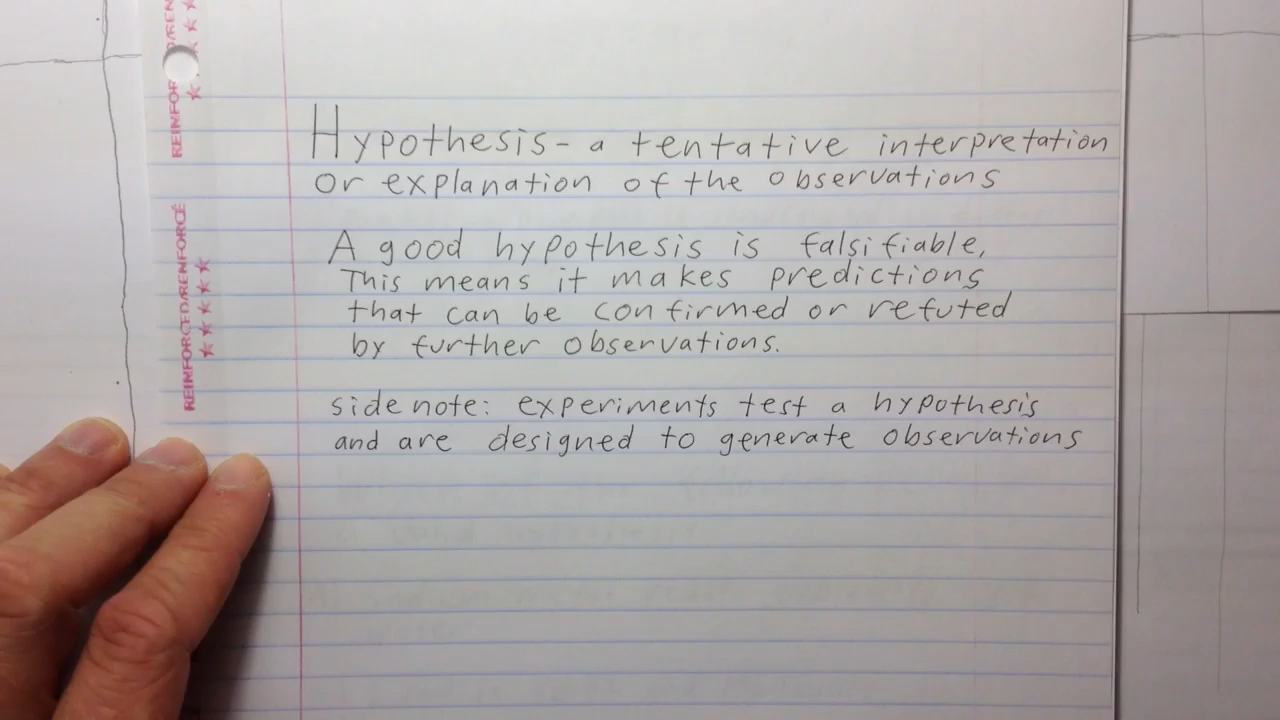 REINFORCED/RENFORCÉ
REINFORCED/RENFORCÉ
Hypothesis - a tentative interpretation
or explanation of the observations
A good hypothesis is falsifiable,
This means it makes predictions
that can be confirmed or refuted
by further observations.
side note: experiments test a hypothesis
and are designed to generate observations